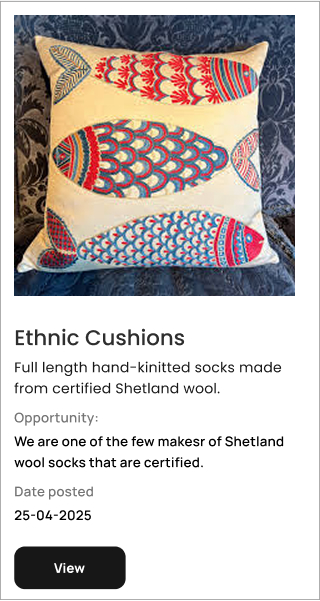 Ethnic Cushions
Full length hand-kinitted socks made
from certified Shetland wool.
Opportunity:
We are one of the few makesr of Shetland
wool socks that are certified.
Date posted
25-04-2025
View